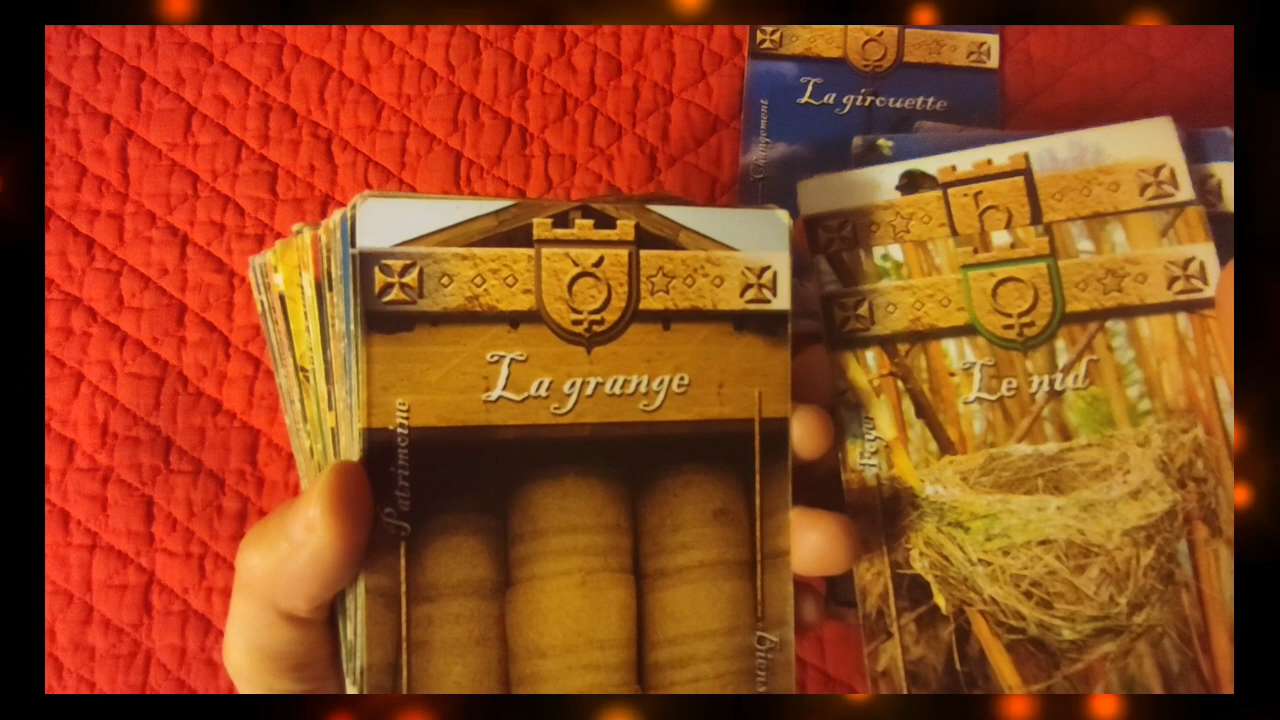 La girouette
Changement
La grange
Patrimoine
Biens
Le nid
Foyer